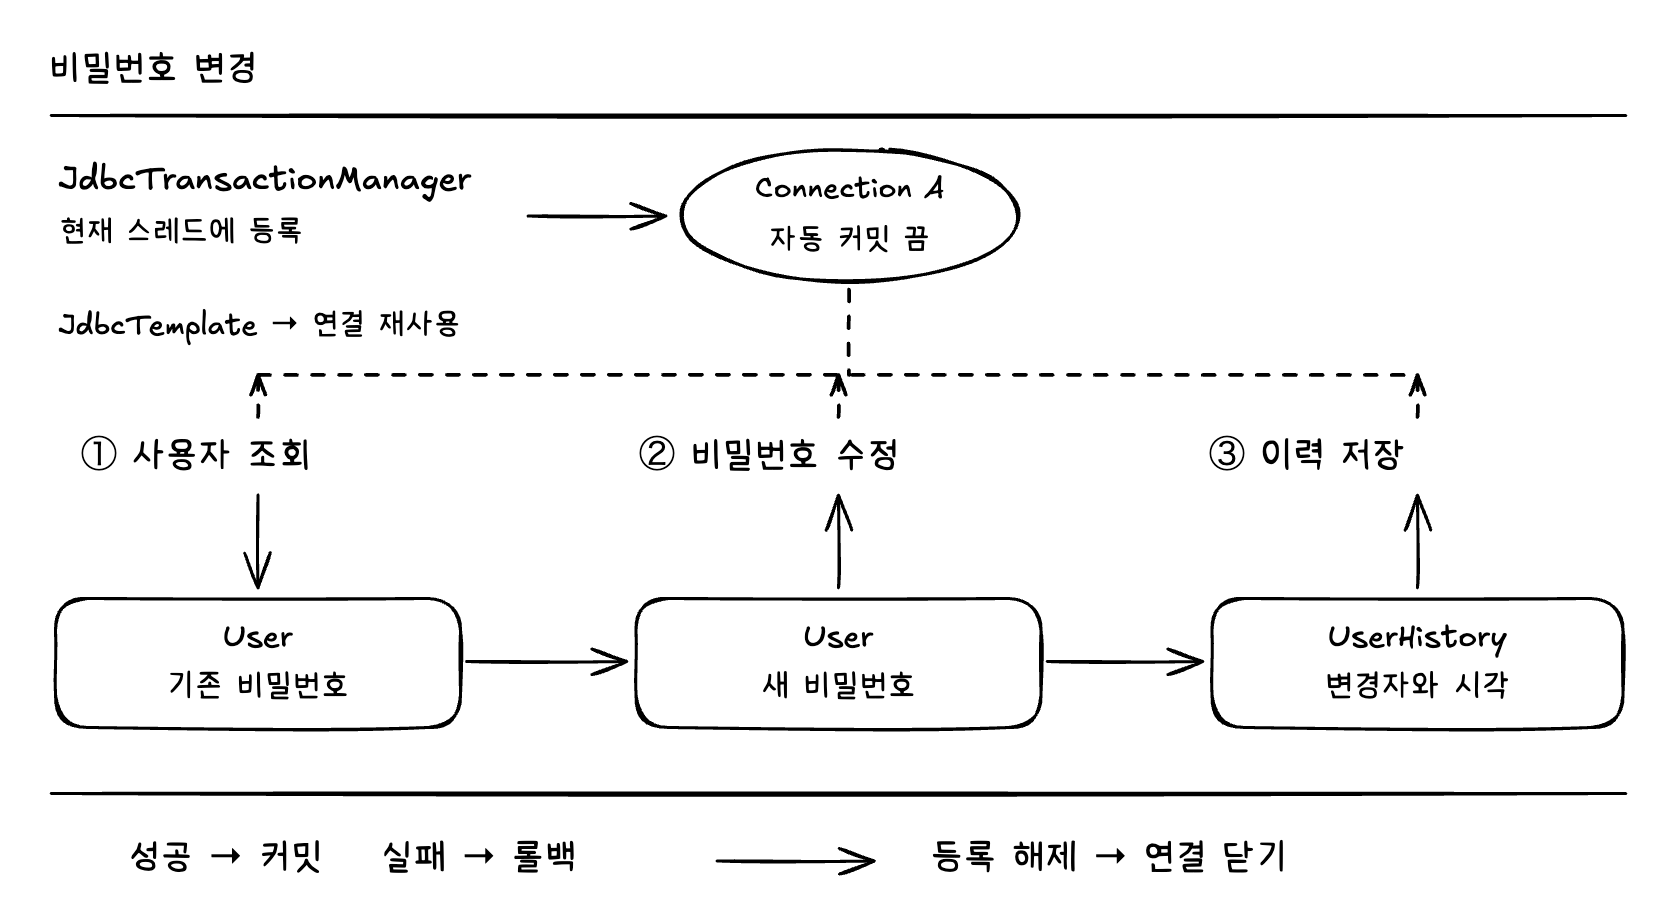 비밀번호 변경
JdbcTransactionManager
현재 스레드에 등록
Connection A
자동 커밋 끔
JdbcTemplate → 연결 재사용
① 사용자 조회
② 비밀번호 수정
③ 이력 저장
User
기존 비밀번호
User
새 비밀번호
UserHistory
변경자와 시각
성공 → 커밋 실패 → 롤백
등록 해제 → 연결 닫기